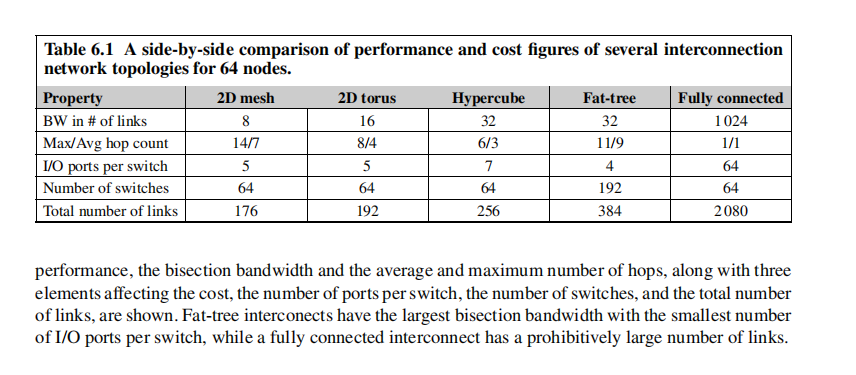 Table 6.1 A side-by-side comparison of performance and cost figures of several interconnection
network topologies for 64 nodes.
Property 2D mesh 2D torus Hypercube Fat-tree Fully connected
BW in # of links 8 16 32 32 1 024
Max/Avg hop count 14/7 8/4 6/3 11/9 1/1
I/O ports per switch 5 5 7 4 64
Number of switches 64 64 64 192 64
Total number of links 176 192 256 384 2 080
performance, the bisection bandwidth and the average and maximum number of hops, along with three
elements affecting the cost, the number of ports per switch, the number of switches, and the total number
of links, are shown. Fat-tree interconects have the largest bisection bandwidth with the smallest number
of I/O ports per switch, while a fully connected interconnect has a prohibitively large number of links.